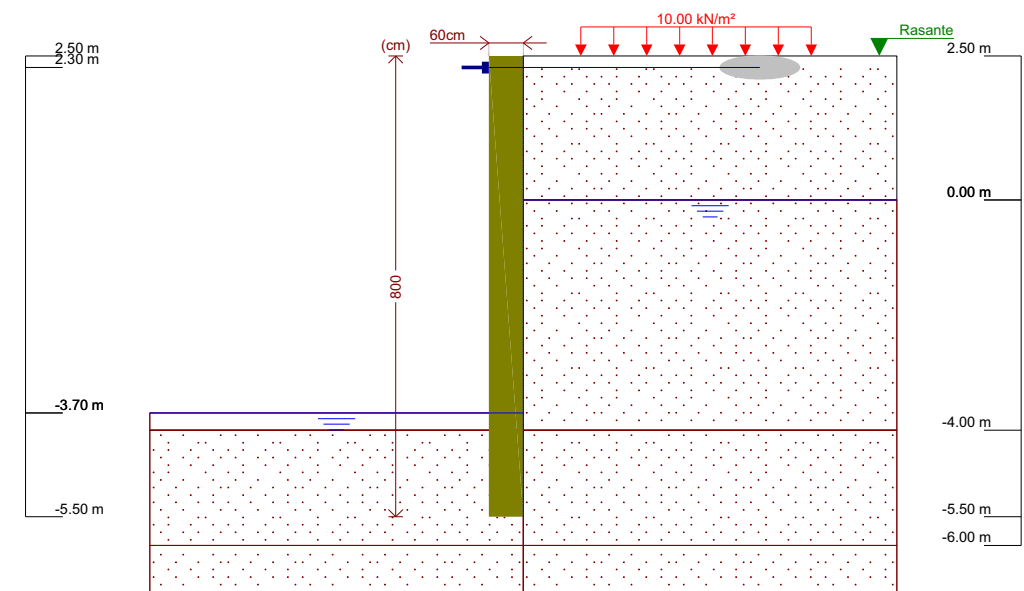 10.00 kN/m²
Rasante
60cm
(cm)
2.50 m
2.30 m
2.50 m
0.00 m
800
-3.70 m
-4.00 m
-5.50 m
-5.50 m
-6.00 m